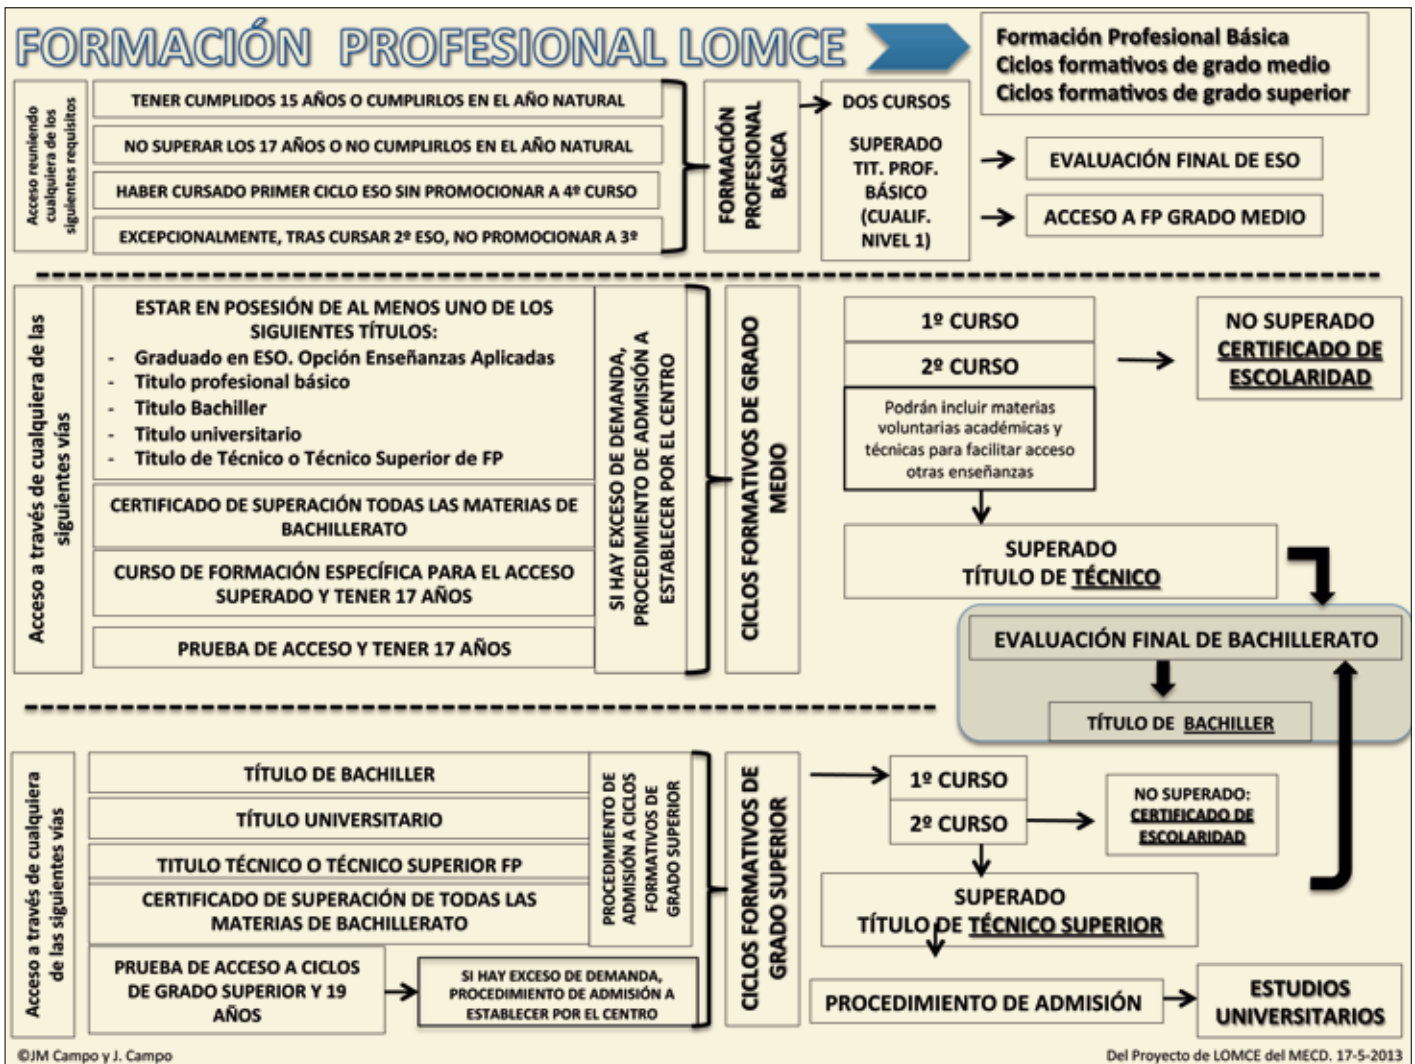 FORMACIÓN PROFESIONAL LOMCE
Formación Profesional Básica
Ciclos formativos de grado medio
Ciclos formativos de grado superior
Acceso reuniendo
cualquiera de los
siguientes requisitos
TENER CUMPLIDOS 15 AÑOS O CUMPLIRLOS EN EL AÑO NATURAL
NO SUPERAR LOS 17 AÑOS O NO CUMPLIRLOS EN EL AÑO NATURAL
HABER CURSADO PRIMER CICLO ESO SIN PROMOCIONAR A 4º CURSO
EXCEPCIONALMENTE, TRAS CURSAR 2º ESO, NO PROMOCIONAR A 3º
FORMACIÓN
PROFESIONAL
BÁSICA
DOS CURSOS
SUPERADO
TIT. PROF.
BÁSICO
(CUALIF.
NIVEL 1)
EVALUACIÓN FINAL DE ESO
ACCESO A FP GRADO MEDIO
Acceso a través de cualquiera de las
siguientes vías
ESTAR EN POSESIÓN DE AL MENOS UNO DE LOS
SIGUIENTES TÍTULOS:
- Graduado en ESO. Opción Enseñanzas Aplicadas
- Titulo profesional básico
- Titulo Bachiller
- Titulo universitario
- Titulo de Técnico o Técnico Superior de FP
CERTIFICADO DE SUPERACIÓN TODAS LAS MATERIAS DE
BACHILLERATO
CURSO DE FORMACIÓN ESPECÍFICA PARA EL ACCESO
SUPERADO Y TENER 17 AÑOS
PRUEBA DE ACCESO Y TENER 17 AÑOS
SI HAY EXCESO DE DEMANDA,
PROCEDIMIENTO DE ADMISIÓN A
ESTABLECER POR EL CENTRO
CICLOS FORMATIVOS DE GRADO
MEDIO
1º CURSO
2º CURSO
Podrán incluir materias
voluntarias académicas y
técnicas para facilitar acceso
otras enseñanzas
NO SUPERADO
CERTIFICADO DE
ESCOLARIDAD
SUPERADO
TÍTULO DE TÉCNICO
EVALUACIÓN FINAL DE BACHILLERATO
TÍTULO DE BACHILLER
Acceso a través de cualquiera
de las siguientes vías
TÍTULO DE BACHILLER
TÍTULO UNIVERSITARIO
TITULO TÉCNICO O TÉCNICO SUPERIOR FP
CERTIFICADO DE SUPERACIÓN DE TODAS LAS
MATERIAS DE BACHILLERATO
PRUEBA DE ACCESO A CICLOS
DE GRADO SUPERIOR Y 19
AÑOS
PROCEDIMIENTO DE
ADMISIÓN A CICLOS
FORMATIVOS DE
GRADO SUPERIOR
SI HAY EXCESO DE DEMANDA,
PROCEDIMIENTO DE ADMISIÓN A
ESTABLECER POR EL CENTRO
CICLOS FORMATIVOS DE
GRADO SUPERIOR
1º CURSO
2º CURSO
NO SUPERADO:
CERTIFICADO DE
ESCOLARIDAD
SUPERADO
TÍTULO DE TÉCNICO SUPERIOR
PROCEDIMIENTO DE ADMISIÓN
ESTUDIOS
UNIVERSITARIOS
©JM Campo y J. Campo
Del Proyecto de LOMCE del MECD. 17-5-2013